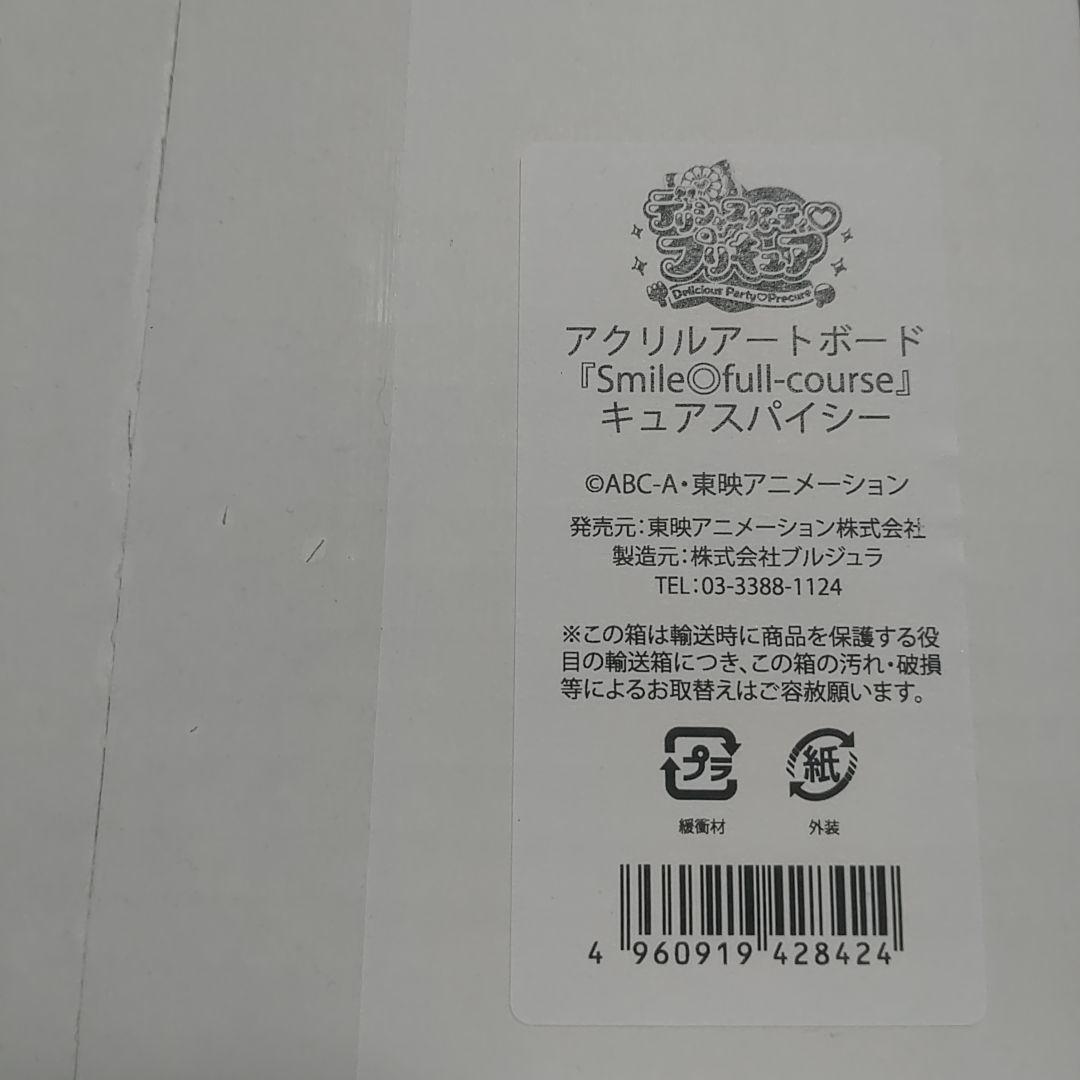 デリシャスパーティ♡
プリキュア
Delicious Party♡Precure
アクリルアートボード
『Smile◎full-course』
キュアスパイシー
©ABC-A・東映アニメーション
発売元：東映アニメーション株式会社
製造元：株式会社ブルジュラ
TEL：03-3388-1124
※この箱は輸送時に商品を保護する役
目の輸送箱につき、この箱の汚れ・破損
等によるお取替えはご容赦願います。
プラ 紙
緩衝材 外装
4 960919 428424